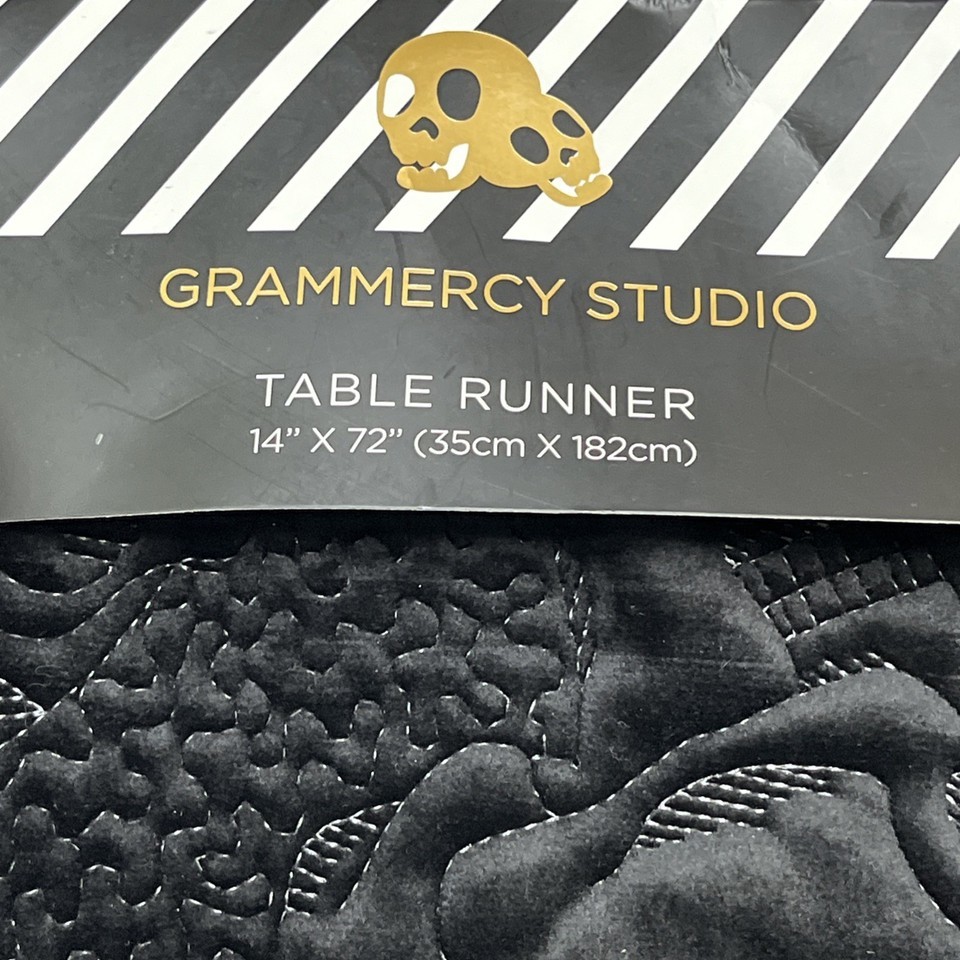 GRAMMERCY STUDIO
TABLE RUNNER
14” X 72” (35cm X 182cm)